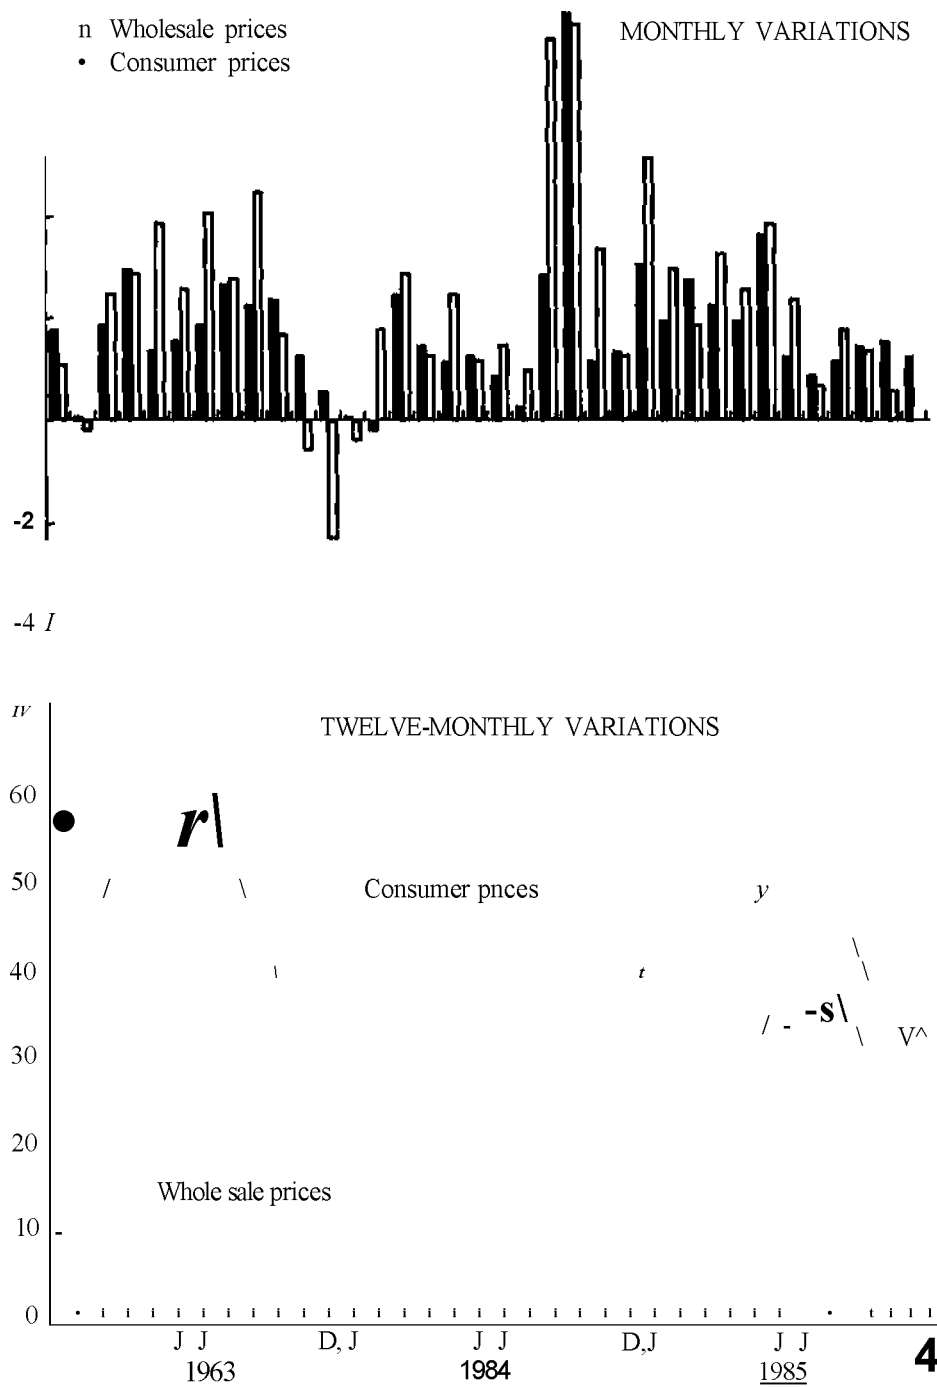 n Wholesale prices
• Consumer prices
MONTHLY VARIATIONS
-2
-4 I
IV
TWELVE-MONTHLY VARIATIONS
60
r\
50
/ \ Consumer pnces y
\
40 \ t \
-s\
/ - \ V^
30
20
Whole sale prices
10 -
0
J J D, J J J D,J J J
1963 1984 1985 4